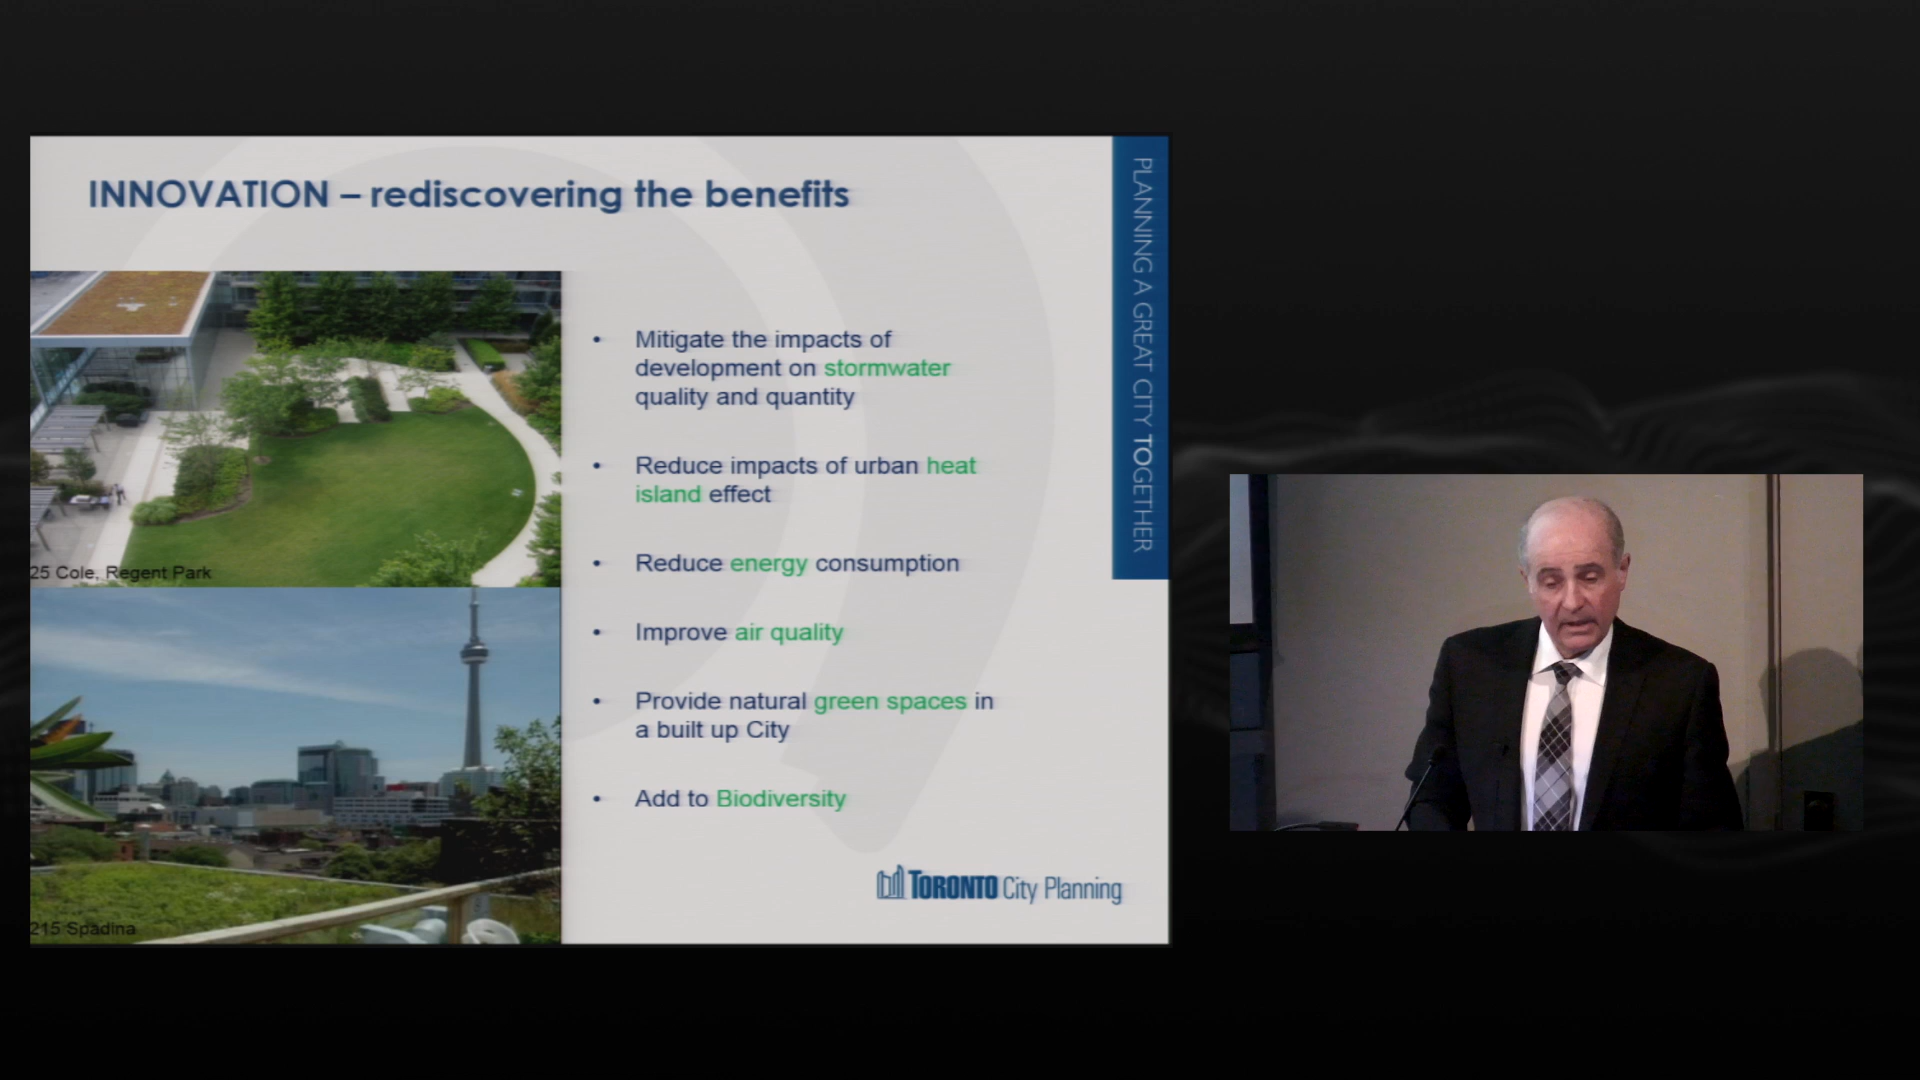 INNOVATION – rediscovering the benefits
PLANNING A GREAT CITY TOGETHER
• Mitigate the impacts of
development on stormwater
quality and quantity
• Reduce impacts of urban heat
island effect
• Reduce energy consumption
• Improve air quality
• Provide natural green spaces in
a built up City
• Add to Biodiversity
25 Cole, Regent Park
215 Spadina
TORONTO City Planning